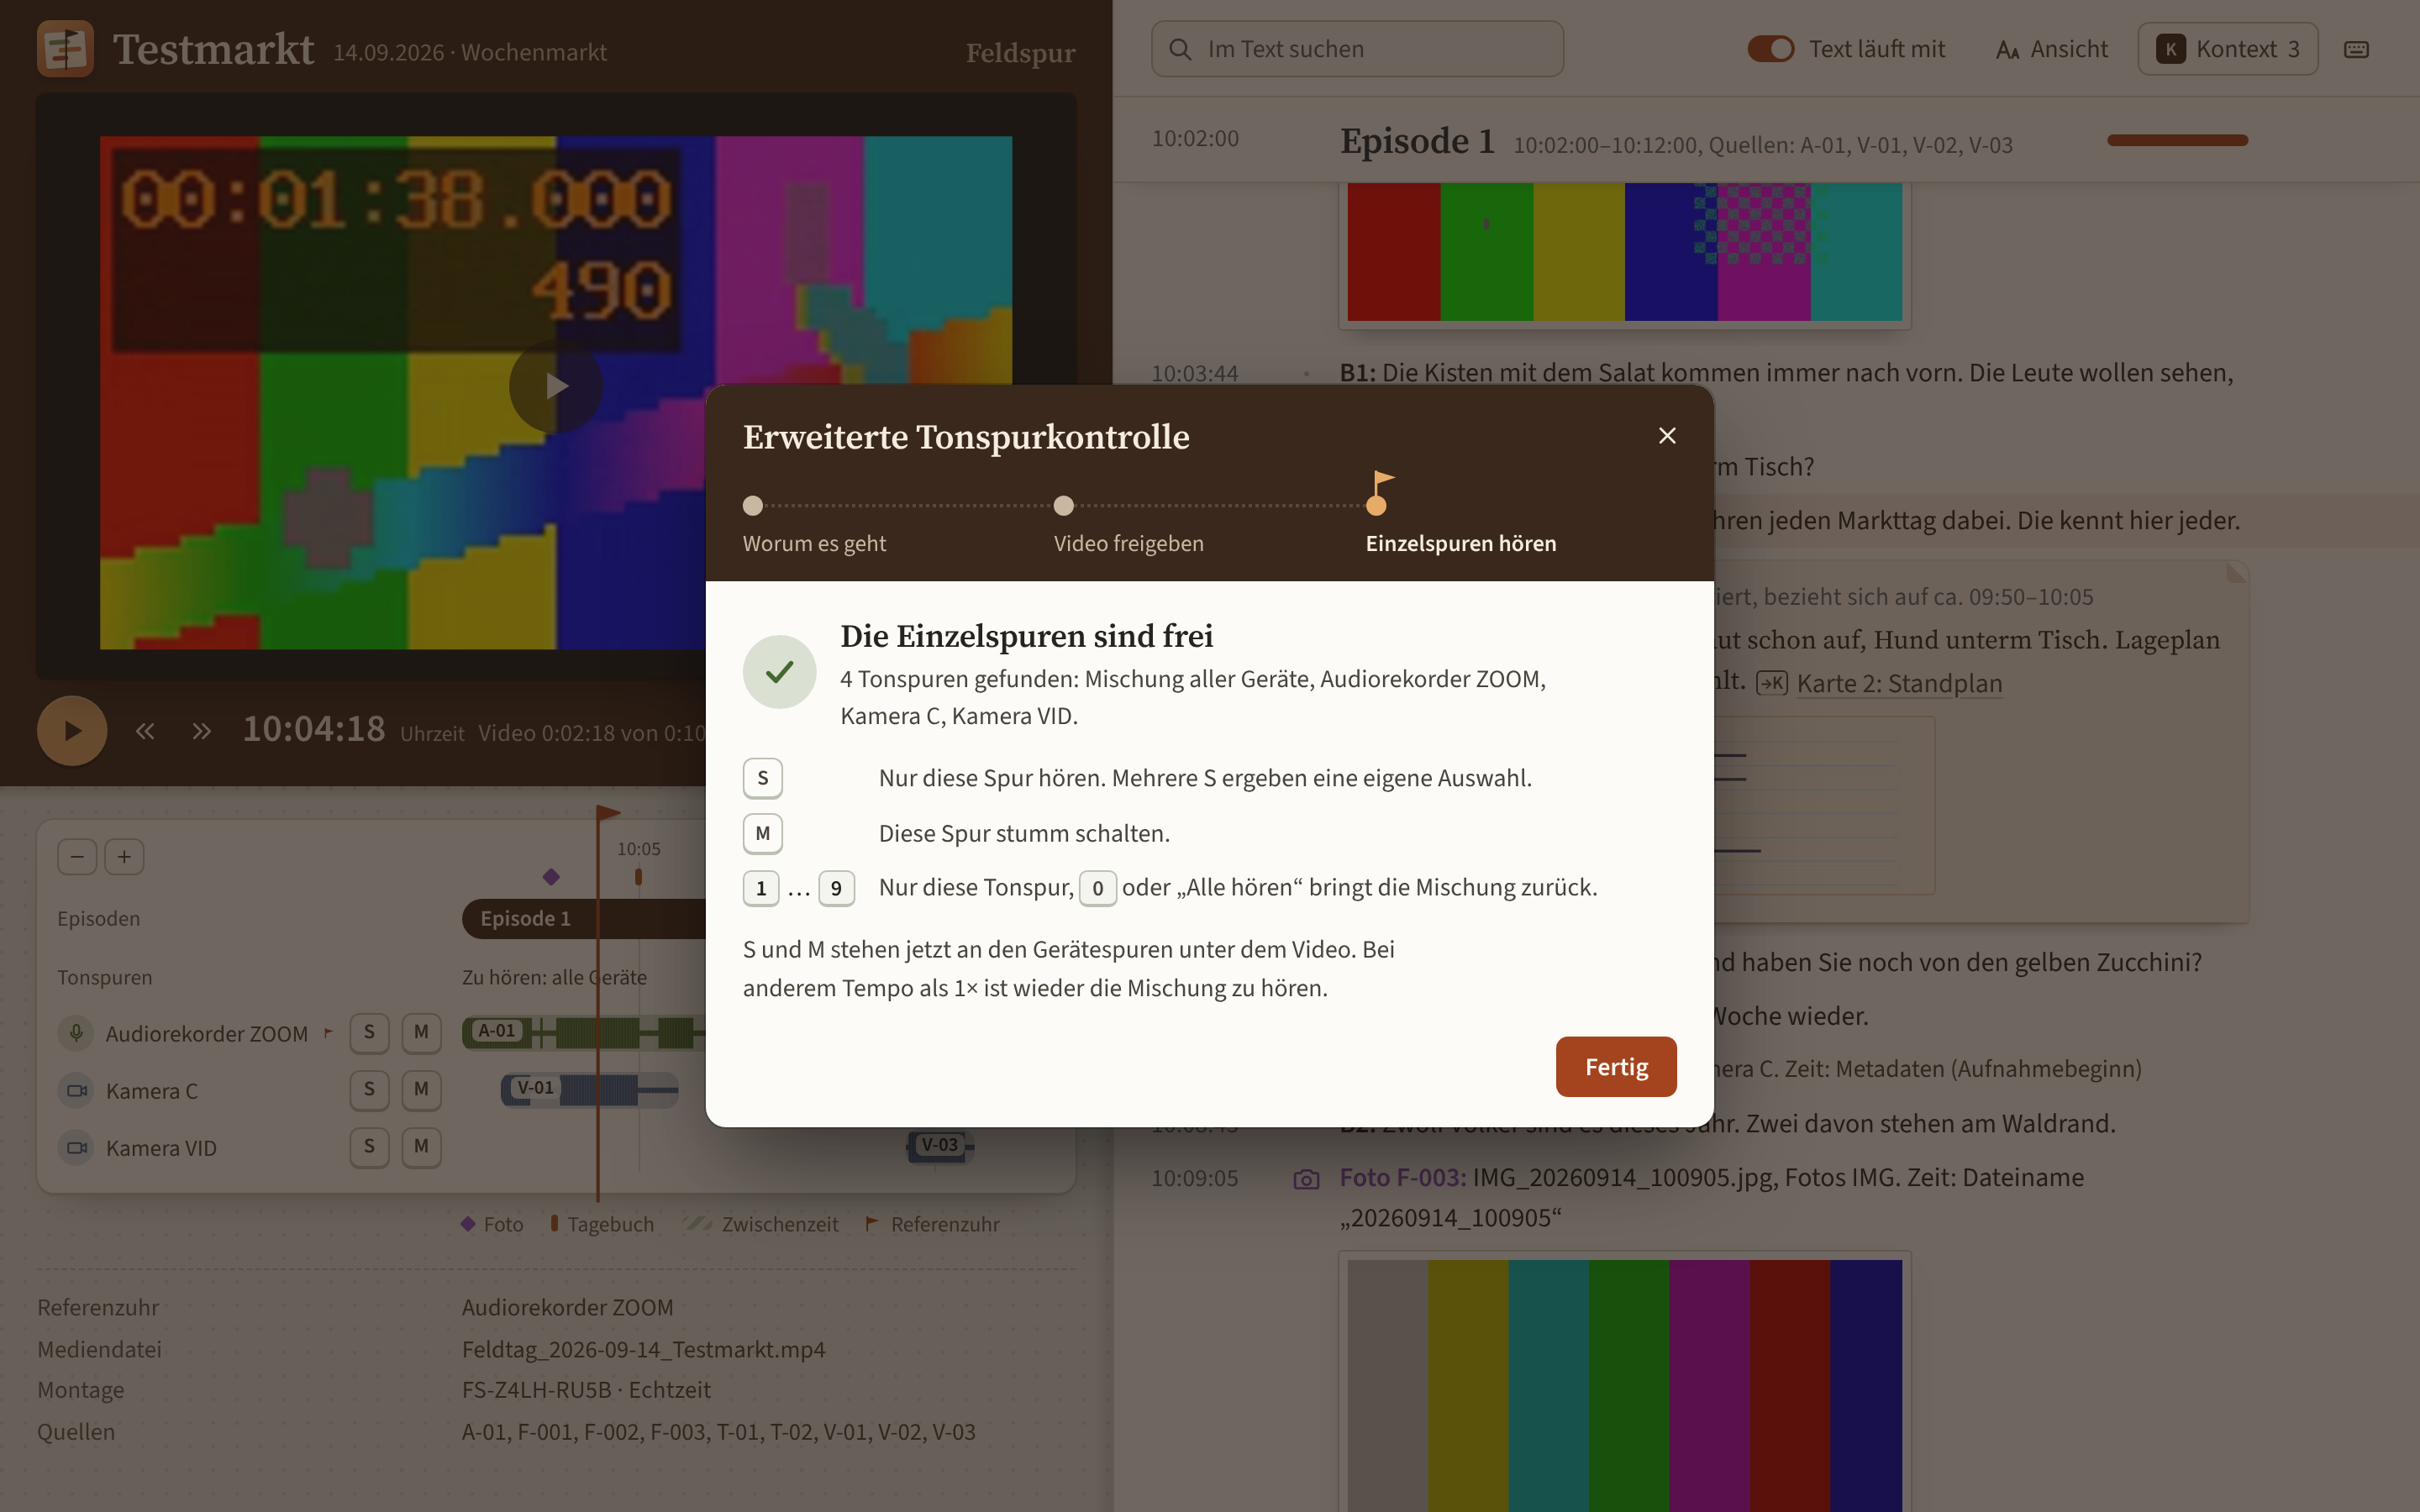 Testmarkt 14.09.2026 · Wochenmarkt
Feldspur
00:01:38.000
490
10:04:18 Uhrzeit Video 0:02:18 von 0:10
10:05
Episoden
Episode 1
Tonspuren
Zu hören: alle Geräte
Audiorekorder ZOOM S M A-01
Kamera C S M V-01
Kamera VID S M V-03
Foto Tagebuch Zwischenzeit Referenzuhr
Referenzuhr Audiorekorder ZOOM
Mediendatei Feldtag_2026-09-14_Testmarkt.mp4
Montage FS-Z4LH-RU5B · Echtzeit
Quellen A-01, F-001, F-002, F-003, T-01, T-02, V-01, V-02, V-03
Im Text suchen
Text läuft mit
Ansicht
K Kontext 3
10:02:00 Episode 1 10:02:00–10:12:00, Quellen: A-01, V-01, V-02, V-03
10:03:44 B1: Die Kisten mit dem Salat kommen immer nach vorn. Die Leute wollen sehen,
Tisch?
jeden Markttag dabei. Die kennt hier jeder.
bezieht sich auf ca. 09:50–10:05
schon auf, Hund unterm Tisch. Lageplan
→K Karte 2: Standplan
haben Sie noch von den gelben Zucchini?
Woche wieder.
C. Zeit: Metadaten (Aufnahmebeginn)
Jahr. Zwei davon stehen am Waldrand.
10:09:05 Foto F-003: IMG_20260914_100905.jpg, Fotos IMG. Zeit: Dateiname
„20260914_100905“
Erweiterte Tonspurkontrolle
Worum es geht
Video freigeben
Einzelspuren hören
Die Einzelspuren sind frei
4 Tonspuren gefunden: Mischung aller Geräte, Audiorekorder ZOOM,
Kamera C, Kamera VID.
S Nur diese Spur hören. Mehrere S ergeben eine eigene Auswahl.
M Diese Spur stumm schalten.
1 … 9 Nur diese Tonspur, 0 oder „Alle hören“ bringt die Mischung zurück.
S und M stehen jetzt an den Gerätespuren unter dem Video. Bei
anderem Tempo als 1× ist wieder die Mischung zu hören.
Fertig